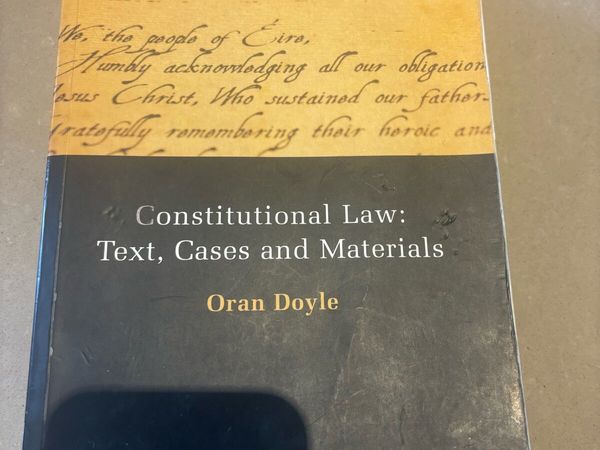 We, the people of Éire,
Humbly acknowledging all our obligation
Jesus Christ, Who sustained our father-
gratefully remembering their heroic and
Constitutional Law:
Text, Cases and Materials
Oran Doyle